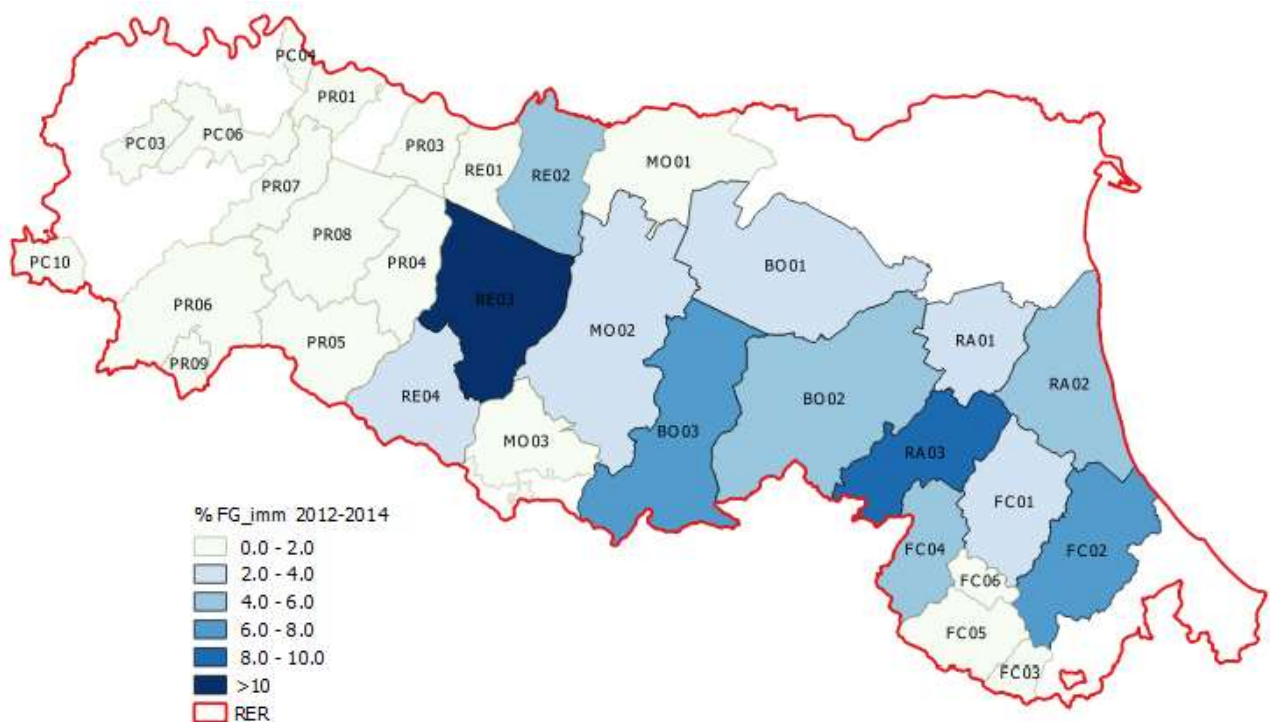 PC04
PR01
PC03
PC06
PR03
RE01
RE02
MO01
PR07
PR08
PR04
PC10
PR06
PR05
PR09
RE03
RE04
MO02
MO03
BO01
BO02
BO03
RA01
RA02
RA03
FC01
FC02
FC04
FC06
FC05
FC03
% FG_imm 2012-2014
0.0 - 2.0
2.0 - 4.0
4.0 - 6.0
6.0 - 8.0
8.0 - 10.0
>10
RER